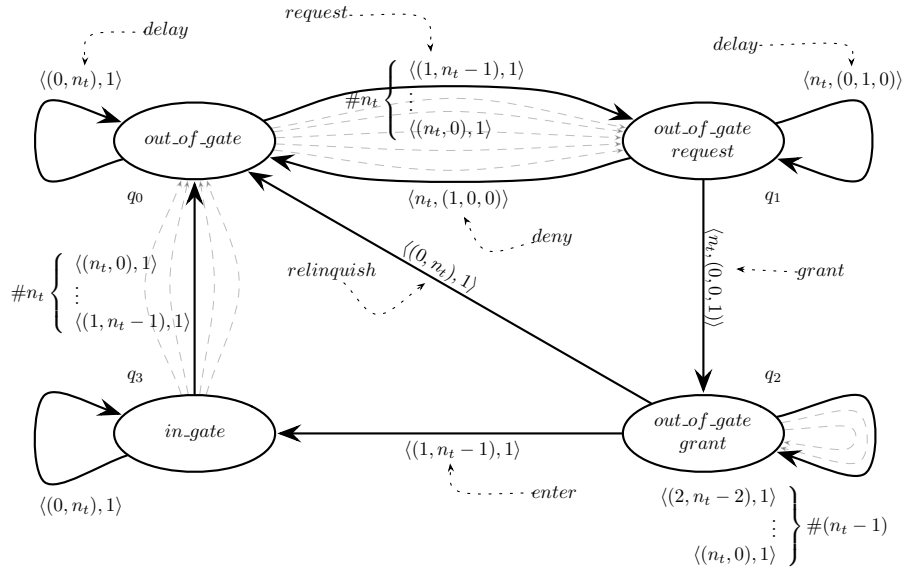 request
delay
delay
⟨(0, n_t), 1⟩
#n_t { ⟨(1, n_t − 1), 1⟩
⋮
⟨(n_t, 0), 1⟩
⟨n_t, (0, 1, 0)⟩
out_of_gate
out_of_gate
request
q_0
⟨n_t, (1, 0, 0)⟩
q_1
deny
⟨n_t, (0, 0, 1)⟩
grant
relinquish
⟨(0, n_t), 1⟩
#n_t { ⟨(n_t, 0), 1⟩
⋮
⟨(1, n_t − 1), 1⟩
q_3
q_2
in_gate
out_of_gate
grant
⟨(1, n_t − 1), 1⟩
enter
⟨(0, n_t), 1⟩
⟨(2, n_t − 2), 1⟩
⋮
⟨(n_t, 0), 1⟩ } #(n_t − 1)